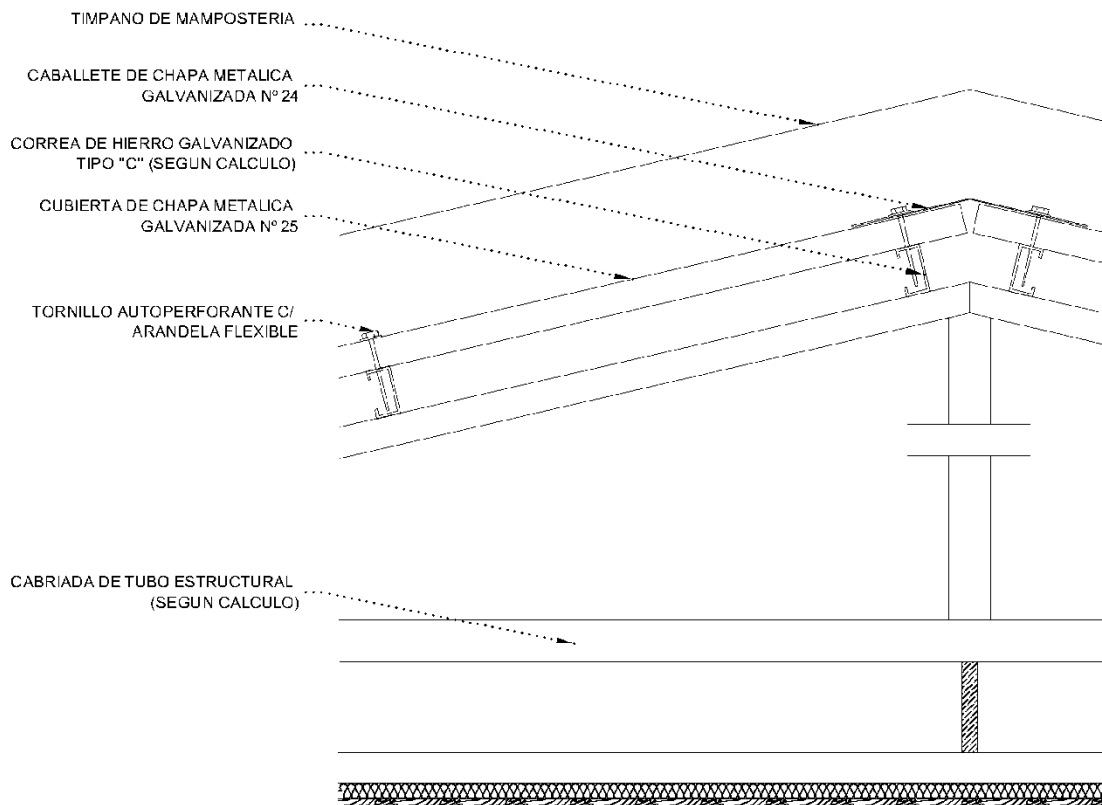 TIMPANO DE MAMPOSTERIA
CABALLETE DE CHAPA METALICA
GALVANIZADA Nº 24
CORREA DE HIERRO GALVANIZADO
TIPO "C" (SEGUN CALCULO)
CUBIERTA DE CHAPA METALICA
GALVANIZADA Nº 25
TORNILLO AUTOPERFORANTE C/
ARANDELA FLEXIBLE
CABRIADA DE TUBO ESTRUCTURAL
(SEGUN CALCULO)